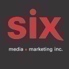 six
media + marketing inc.